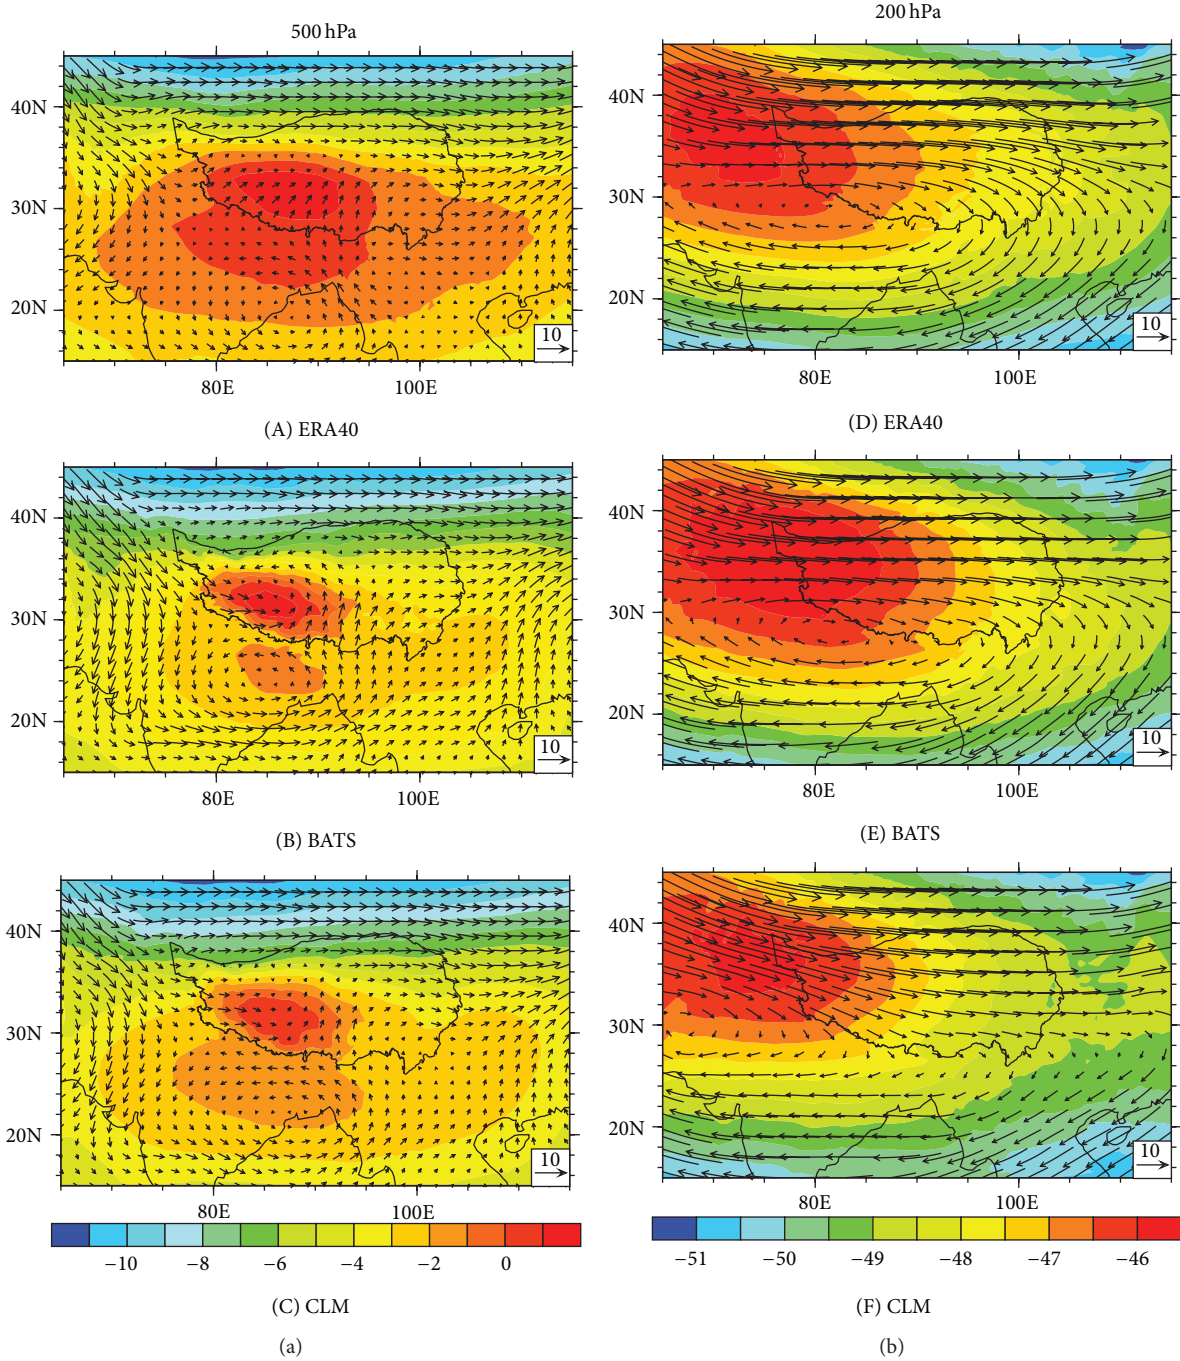 500 hPa
200 hPa
40N
30N
20N
10
80E
100E
(A) ERA40
40N
30N
20N
10
80E
100E
(D) ERA40
40N
30N
20N
10
80E
100E
(B) BATS
40N
30N
20N
10
80E
100E
(E) BATS
40N
30N
20N
10
80E
100E
−10
−8
−6
−4
−2
0
(C) CLM
(a)
40N
30N
20N
10
80E
100E
−51
−50
−49
−48
−47
−46
(F) CLM
(b)